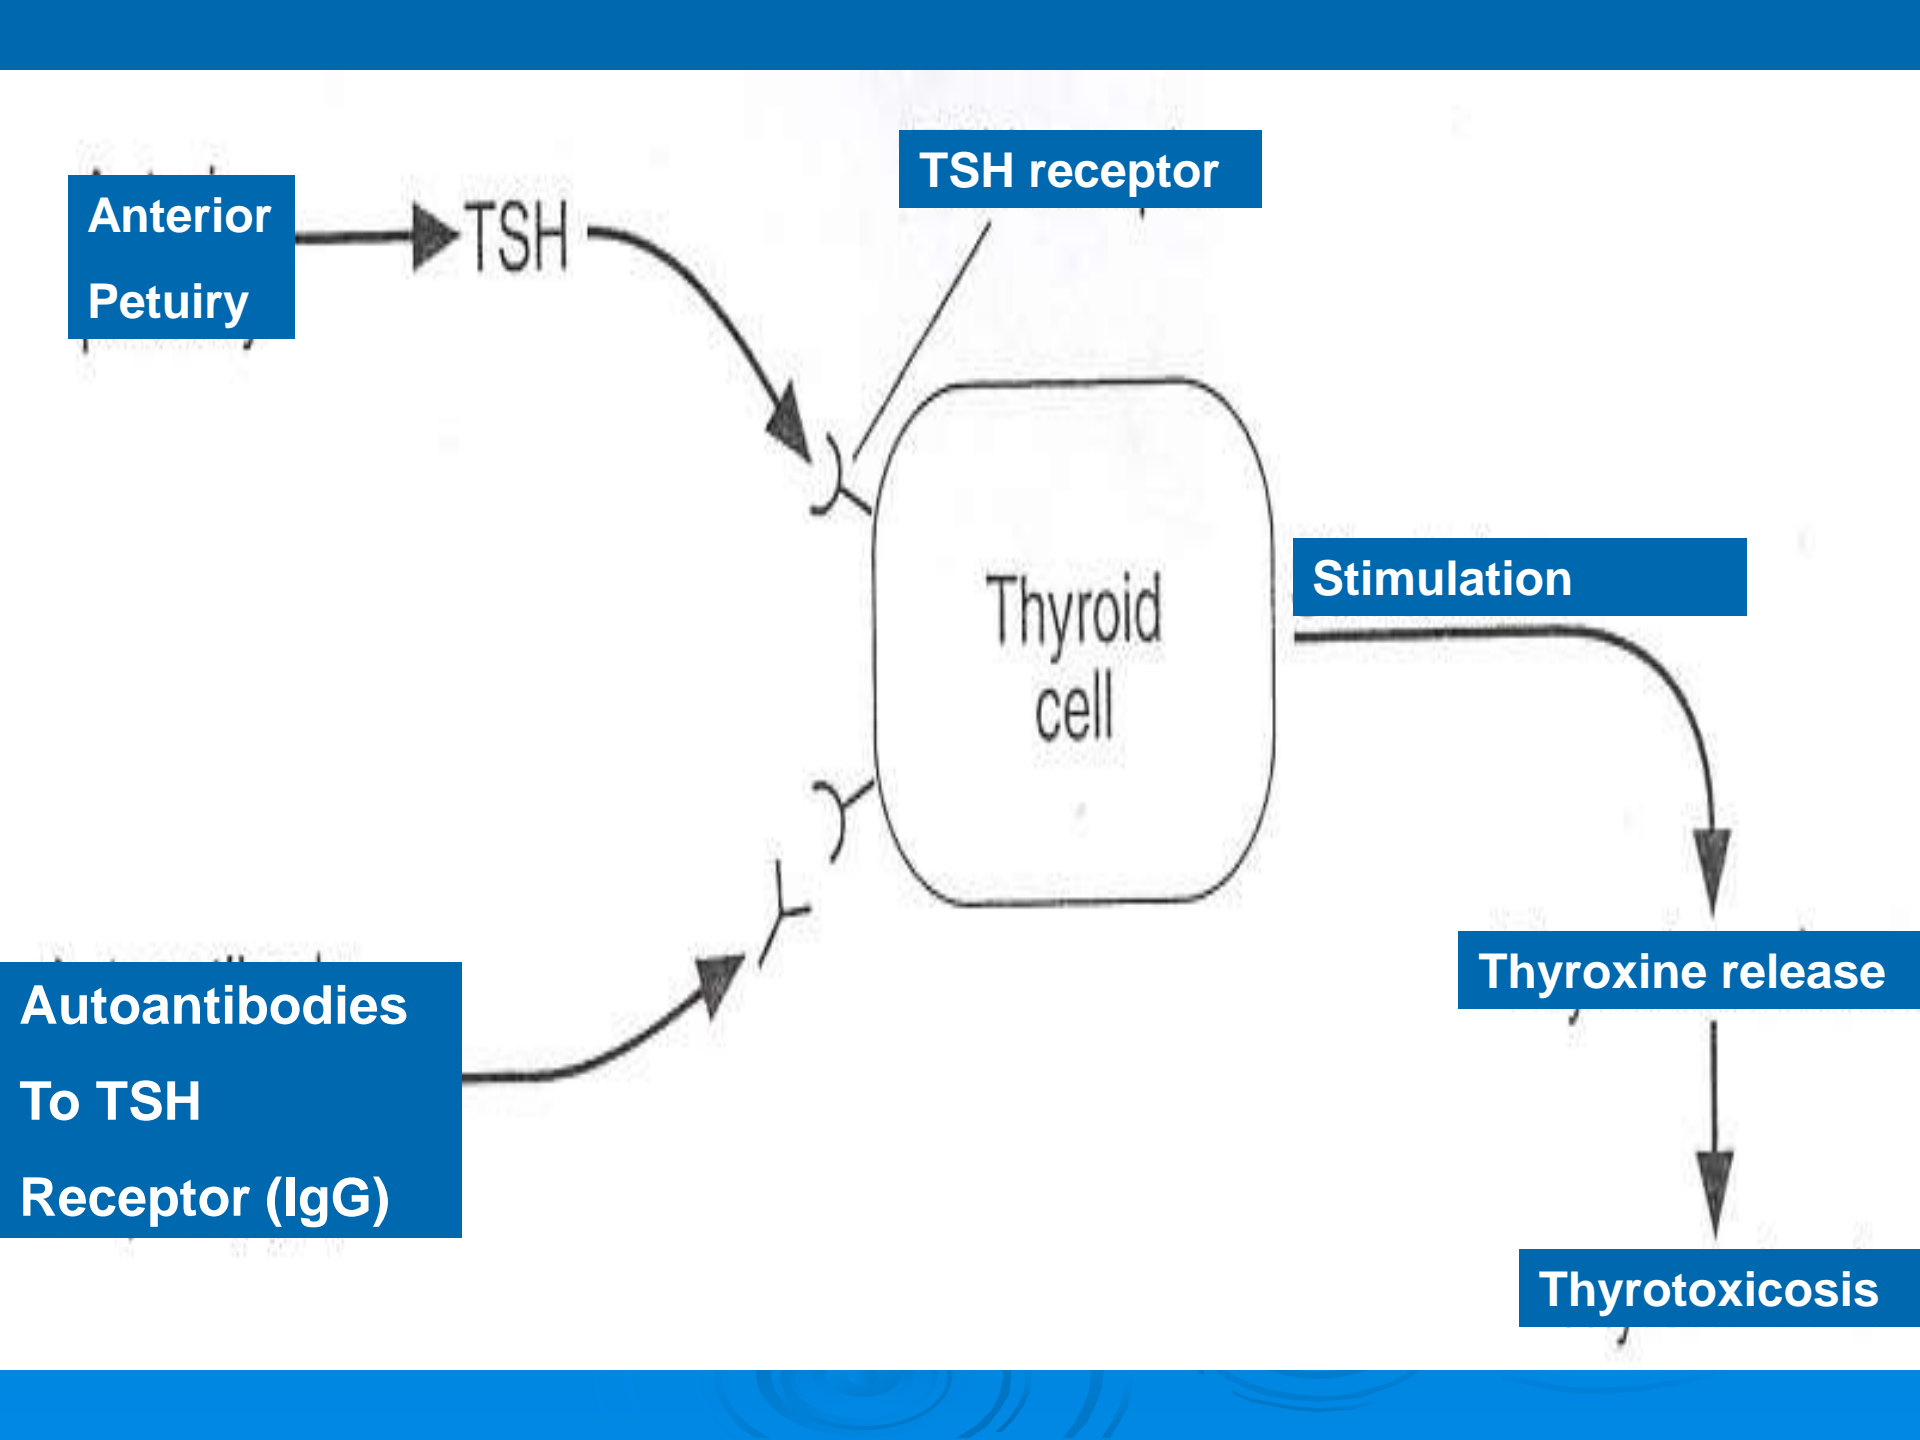 TSH receptor
Anterior
Petuiry
TSH
Stimulation
Thyroid
cell
Thyroxine release
Autoantibodies
To TSH
Receptor (IgG)
Thyrotoxicosis